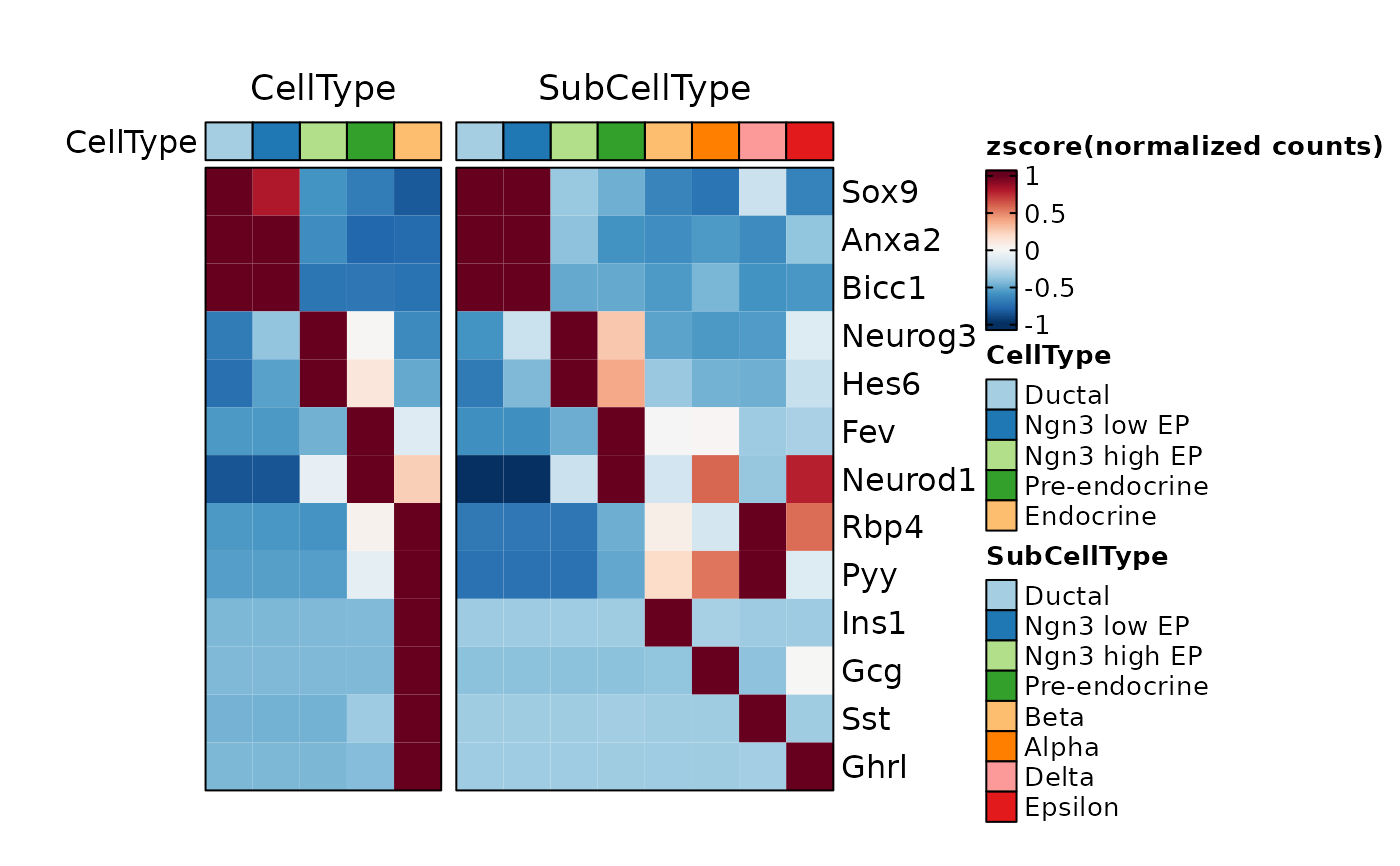 CellType
SubCellType
CellType
Sox9
Anxa2
Bicc1
Neurog3
Hes6
Fev
Neurod1
Rbp4
Pyy
Ins1
Gcg
Sst
Ghrl
zscore(normalized counts)
1
0.5
0
-0.5
-1
CellType
Ductal
Ngn3 low EP
Ngn3 high EP
Pre-endocrine
Endocrine
SubCellType
Ductal
Ngn3 low EP
Ngn3 high EP
Pre-endocrine
Beta
Alpha
Delta
Epsilon